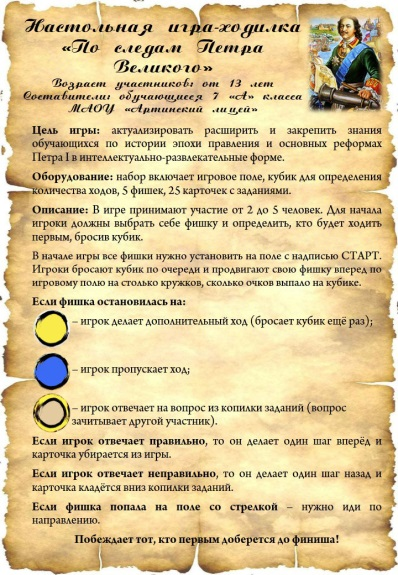 Настольная игра-ходилка
«По следам Петра
Великого»
Возраст участников: от 13 лет
Составители: обучающиеся 7 «А» класса
МАОУ «Артинский лицей»
Цель игры: актуализировать расширить и закрепить знания
обучающихся по истории эпохи правления и основных реформах
Петра I в интеллектуально-развлекательные форме.
Оборудование: набор включает игровое поле, кубик для определения
количества ходов, 5 фишек, 25 карточек с заданиями.
Описание: В игре принимают участие от 2 до 5 человек. Для начала
игроки должны выбрать себе фишку и определить, кто будет ходить
первым, бросив кубик.
В начале игры все фишки нужно установить на поле с надписью СТАРТ.
Игроки бросают кубик по очереди и продвигают свою фишку вперед по
игровому полю на столько кружков, сколько очков выпало на кубике.
Если фишка остановилась на:
– игрок делает дополнительный ход (бросает кубик ещё раз);
– игрок пропускает ход;
– игрок отвечает на вопрос из копилки заданий (вопрос
зачитывает другой участник).
Если игрок отвечает правильно, то он делает один шаг вперёд и
карточка убирается из игры.
Если игрок отвечает неправильно, то он делает один шаг назад и
карточка кладётся вниз копилки заданий.
Если фишка попала на поле со стрелкой – нужно иди по
направлению.
Побеждает тот, кто первым доберется до финиша!